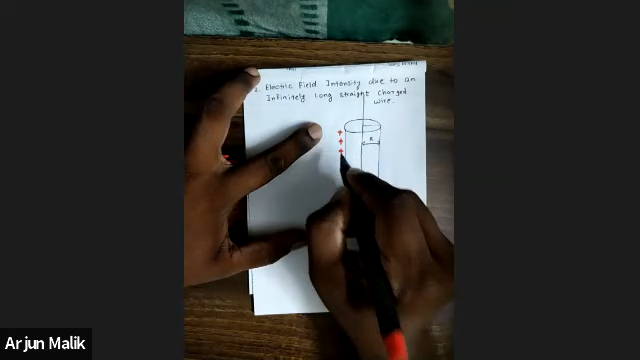 Electric Field Intensity due to an
Infinitely Long Straight Charged
wire.
R
+
+
+
Arjun Malik